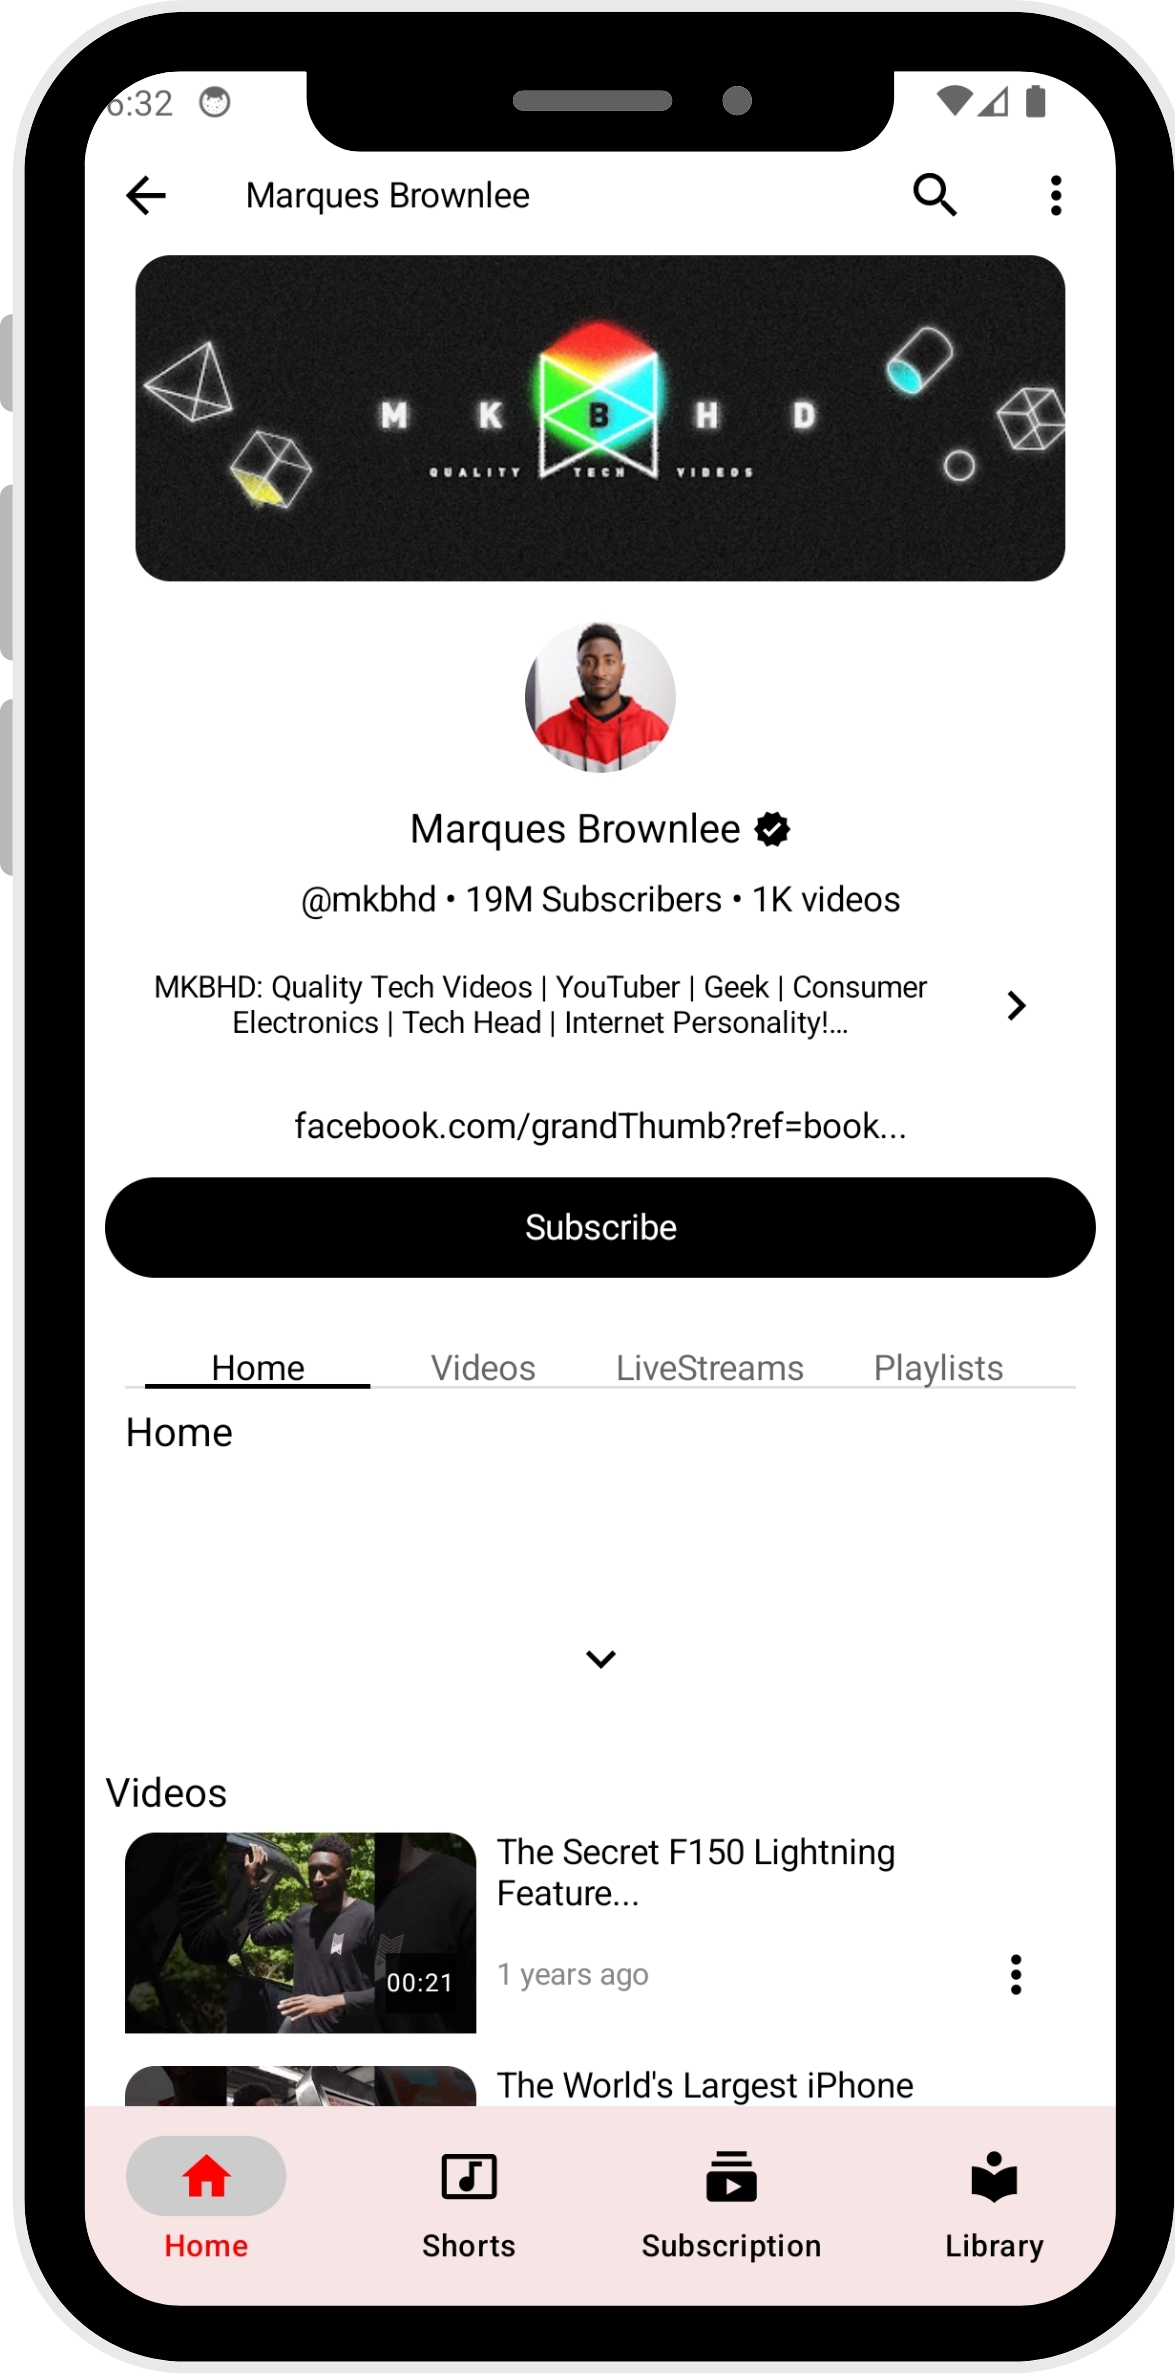 6:32
Marques Brownlee
M K B H D
QUALITY TECH VIDEOS
Marques Brownlee
@mkbhd • 19M Subscribers • 1K videos
MKBHD: Quality Tech Videos | YouTuber | Geek | Consumer
Electronics | Tech Head | Internet Personality!...
facebook.com/grandThumb?ref=book...
Subscribe
Home Videos LiveStreams Playlists
Home
Videos
The Secret F150 Lightning
Feature...
00:21
1 years ago
The World's Largest iPhone
Home Shorts Subscription Library